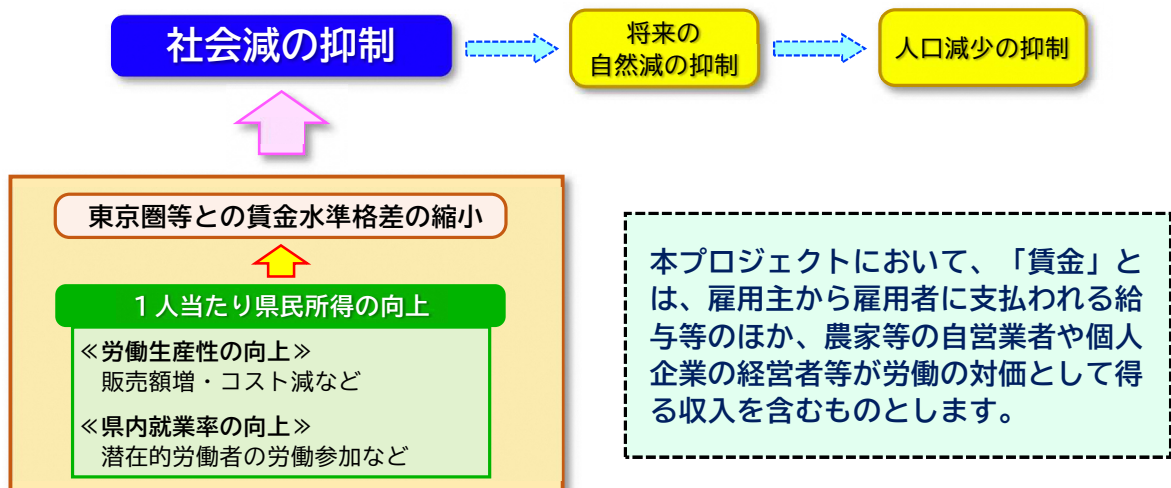 社会減の抑制
将来の
自然減の抑制
人口減少の抑制
東京圏等との賃金水準格差の縮小
１人当たり県民所得の向上
≪労働生産性の向上≫
販売額増・コスト減など
≪県内就業率の向上≫
潜在的労働者の労働参加など
本プロジェクトにおいて、「賃金」と
は、雇用主から雇用者に支払われる給
与等のほか、農家等の自営業者や個人
企業の経営者等が労働の対価として得
る収入を含むものとします。